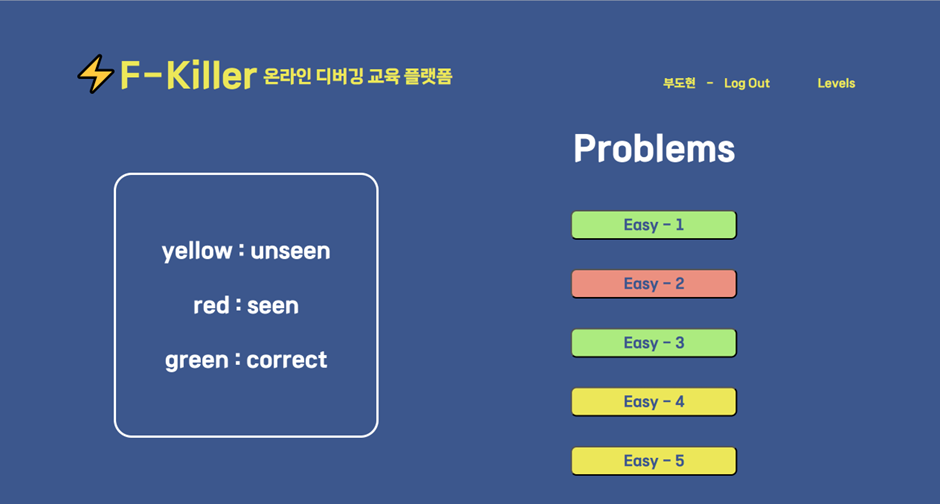 F-Killer 온라인 디버깅 교육 플랫폼
부도현 - Log Out Levels
yellow : unseen
red : seen
green : correct
Problems
Easy - 1
Easy - 2
Easy - 3
Easy - 4
Easy - 5